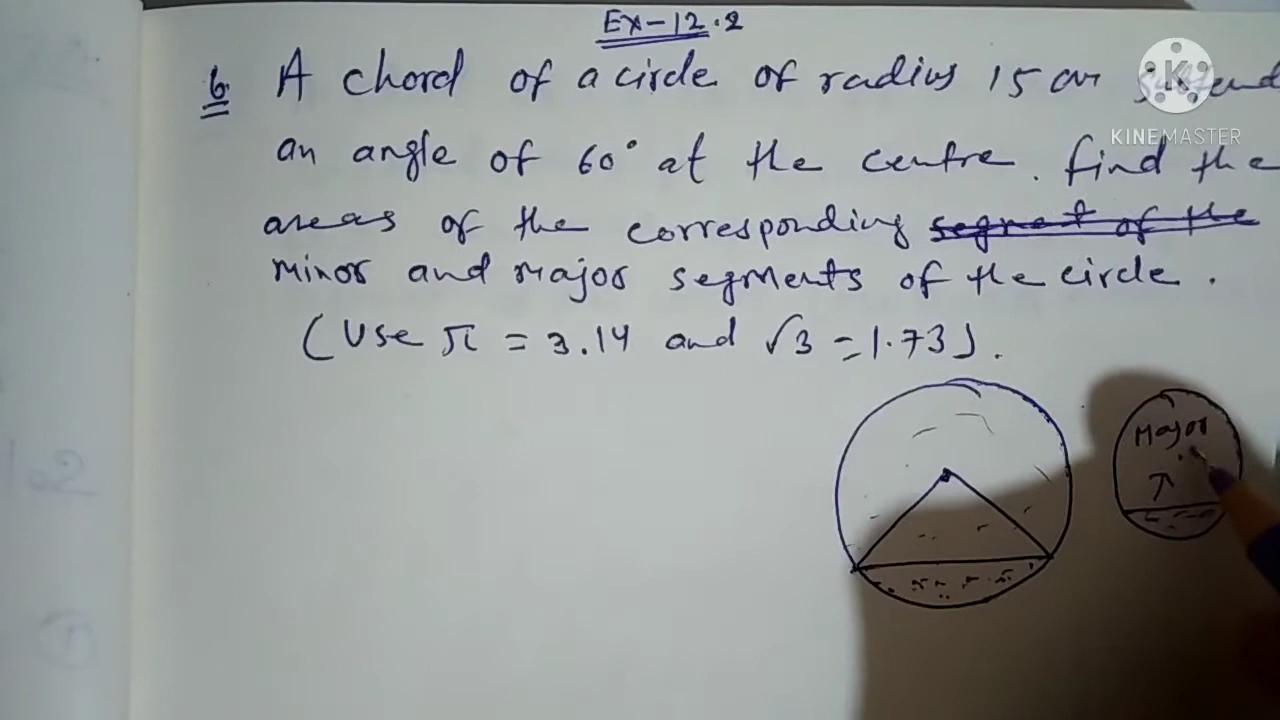 Ex-12.2
6 A chord of a circle of radius 15 cm
KINEMASTER
an angle of 60° at the centre. find the
areas of the corresponding segment of the
minor and major segments of the circle.
(Use π = 3.14 and √3 = 1.73).
Major